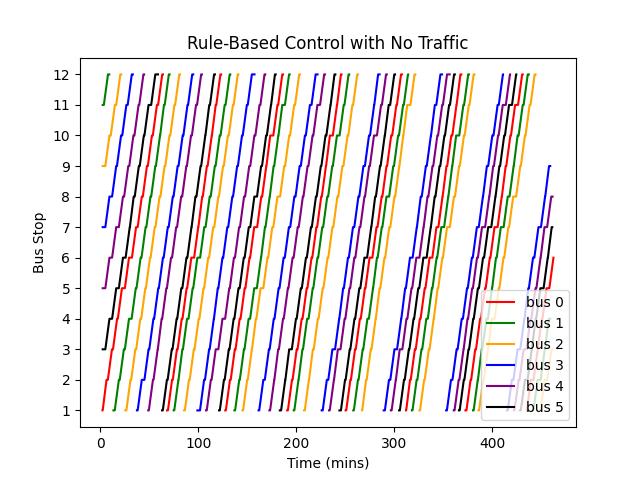 Rule-Based Control with No Traffic
12
11
10
9
8
7
6
5
4
3
2
1
Bus Stop
0 100 200 300 400
Time (mins)
bus 0
bus 1
bus 2
bus 3
bus 4
bus 5